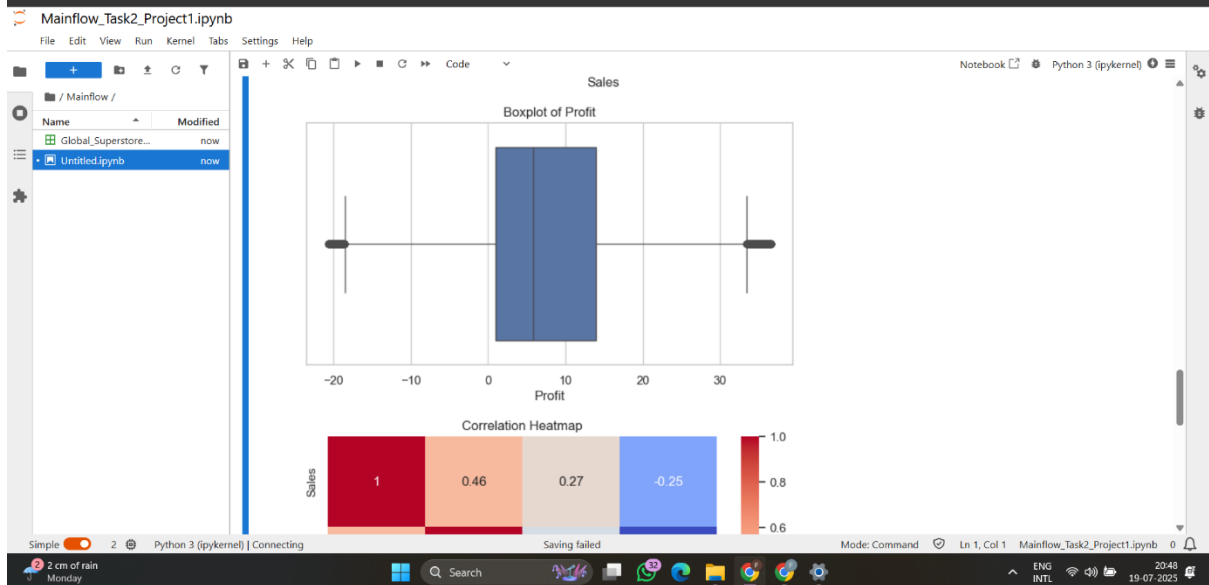 Mainflow_Task2_Project1.ipynb
File Edit View Run Kernel Tabs Settings Help
Code
Notebook
Python 3 (ipykernel)
/ Mainflow /
Name Modified
Global_Superstore... now
Untitled.ipynb now
Sales
Boxplot of Profit
−20 −10 0 10 20 30
Profit
Correlation Heatmap
Sales
1 0.46 0.27 -0.25
1.0
0.8
0.6
Simple 2 Python 3 (ipykernel) | Connecting Saving failed Mode: Command Ln 1, Col 1 Mainflow_Task2_Project1.ipynb 0
2
2 cm of rain
Monday
Search
32
ENG
INTL
20:48
19-07-2025